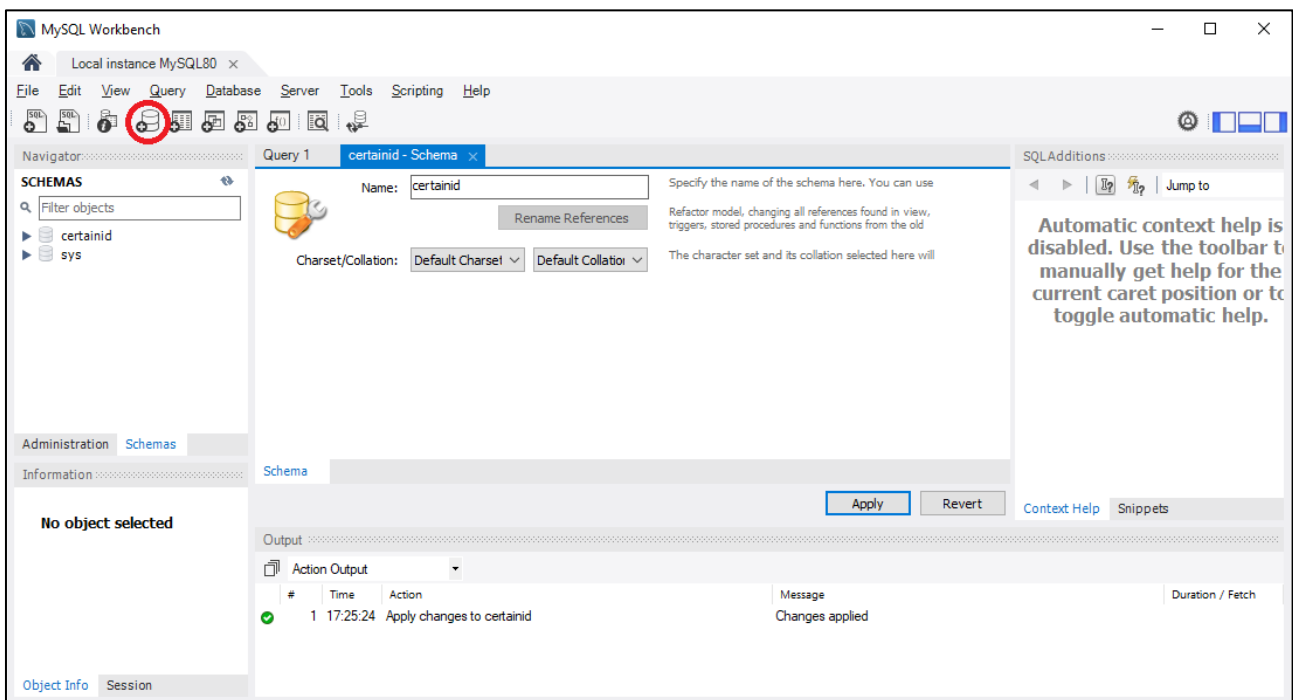 MySQL Workbench
Local instance MySQL80
File Edit View Query Database Server Tools Scripting Help
SQL SQL
Navigator
SCHEMAS
Filter objects
certainid
sys
Administration Schemas
Information
No object selected
Object Info Session
Query 1 certainid - Schema
Name: certainid
Specify the name of the schema here. You can use
Rename References
Refactor model, changing all references found in view,
triggers, stored procedures and functions from the old
Charset/Collation: Default Charset Default Collation
The character set and its collation selected here will
Schema
Apply Revert
SQLAdditions
Jump to
Automatic context help is
disabled. Use the toolbar to
manually get help for the
current caret position or to
toggle automatic help.
Context Help Snippets
Output
Action Output
# Time Action Message Duration / Fetch
1 17:25:24 Apply changes to certainid Changes applied